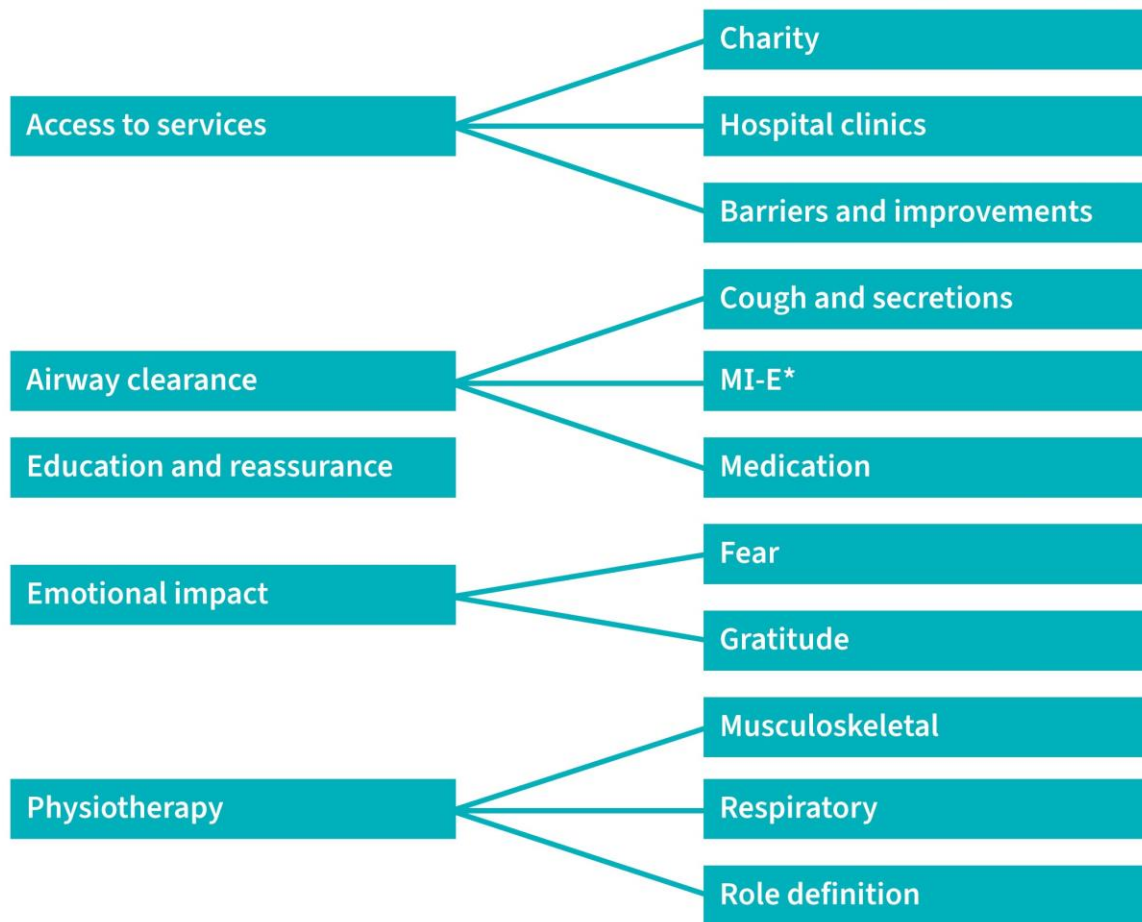 Access to services
Charity
Hospital clinics
Barriers and improvements
Airway clearance
Cough and secretions
MI-E*
Medication
Education and reassurance
Emotional impact
Fear
Gratitude
Physiotherapy
Musculoskeletal
Respiratory
Role definition